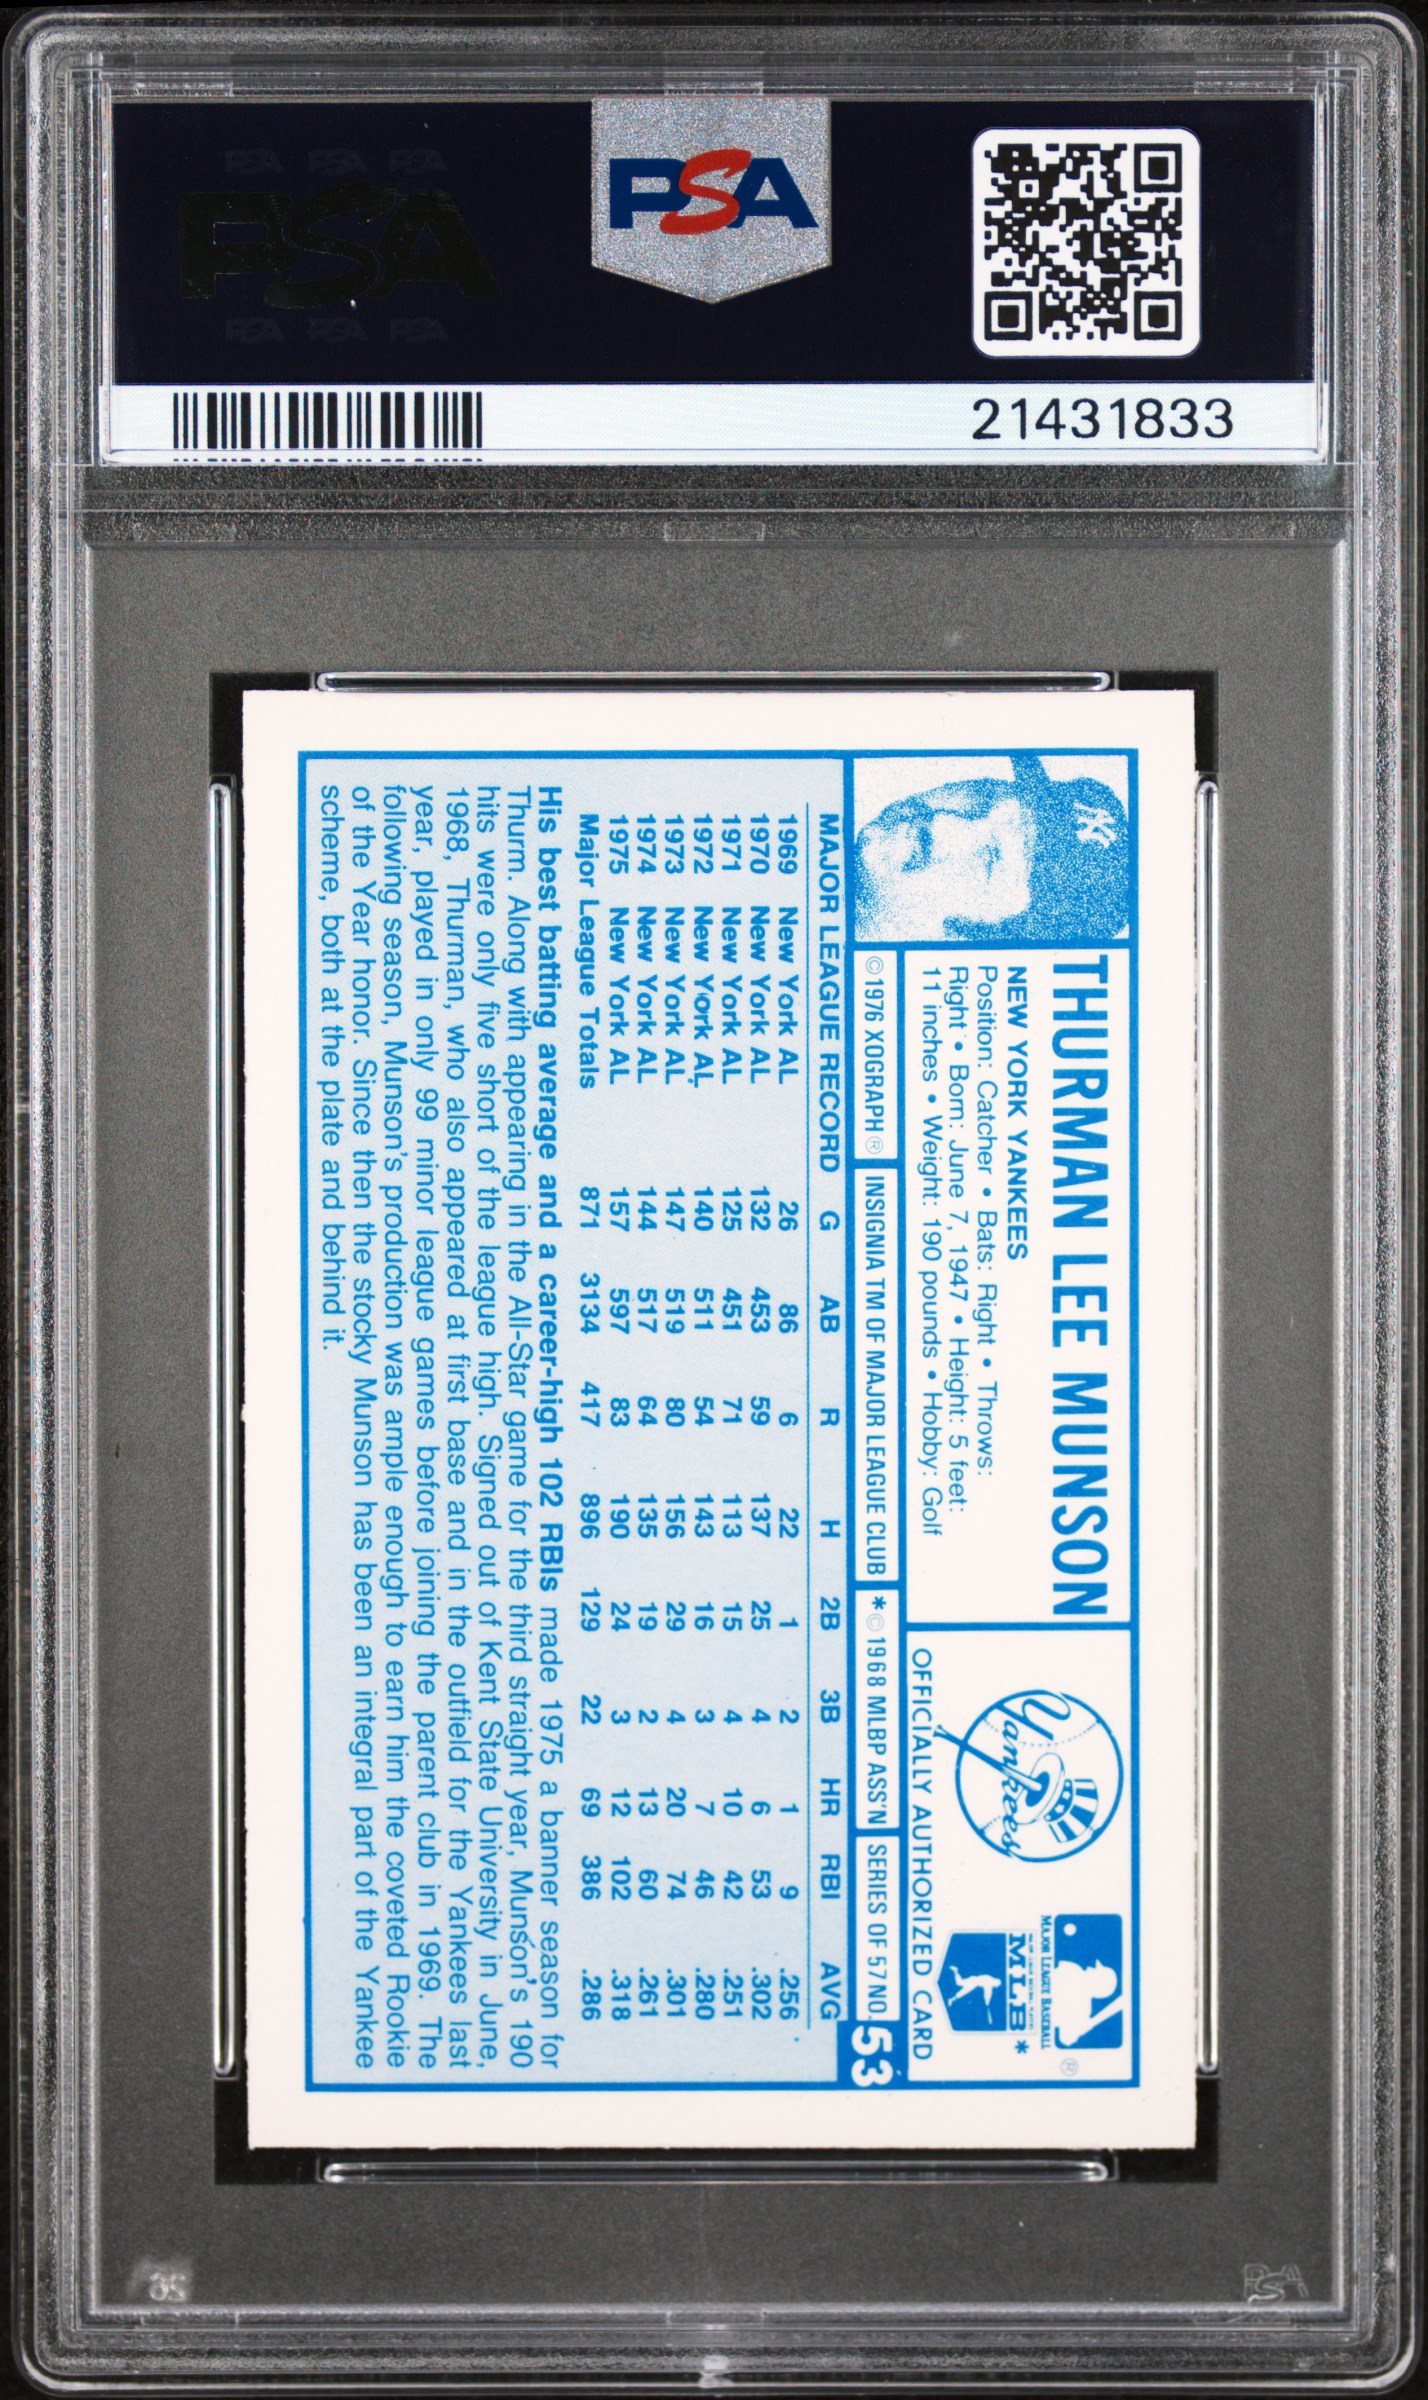 PSA PSA PSA
PSA
PSA PSA PSA
PSA
21431833
THURMAN LEE MUNSON
NEW YORK YANKEES
Position: Catcher • Bats: Right • Throws:
Right • Born: June 7, 1947 • Height: 5 feet:
11 inches • Weight: 190 pounds • Hobby: Golf
Yankees
MAJOR LEAGUE BASEBALL
®
MLB*
OFFICIALLY AUTHORIZED CARD
©1976 XOGRAPH® INSIGNIA TM OF MAJOR LEAGUE CLUB *©1968 MLBP ASS'N SERIES OF 57 NO. 53
MAJOR LEAGUE RECORD G AB R H 2B 3B HR RBI AVG
1969 New York AL 26 86 6 22 1 2 1 9 .256
1970 New York AL 132 453 59 137 25 4 6 53 .302
1971 New York AL 125 451 71 113 15 4 10 42 .251
1972 New York AL 140 511 54 143 16 3 7 46 .280
1973 New York AL 147 519 80 156 29 4 20 74 .301
1974 New York AL 144 517 64 135 19 2 13 60 .261
1975 New York AL 157 597 83 190 24 3 12 102 .318
Major League Totals 871 3134 417 896 129 22 69 386 .286
His best batting average and a career-high 102 RBIs made 1975 a banner season for
Thurm. Along with appearing in the All-Star game for the third straight year, Munson's 190
hits were only five short of the league high. Signed out of Kent State University in June,
1968, Thurman, who also appeared at first base and in the outfield for the Yankees last
year, played in only 99 minor league games before joining the parent club in 1969. The
following season, Munson's production was ample enough to earn him the coveted Rookie
of the Year honor. Since then the stocky Munson has been an integral part of the Yankee
scheme, both at the plate and behind it.
PSA